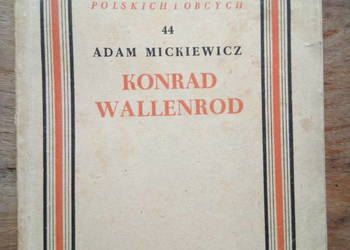 POLSKICH i OBCYCH
44
ADAM MICKIEWICZ
KONRAD
WALLENROD